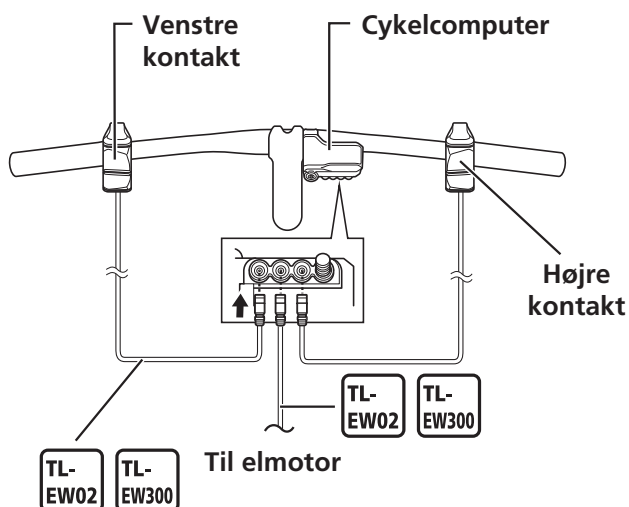 Venstre
kontakt
Cykelcomputer
Højre
kontakt
TL-
EW02
TL-
EW300
Til elmotor
TL-
EW02
TL-
EW300